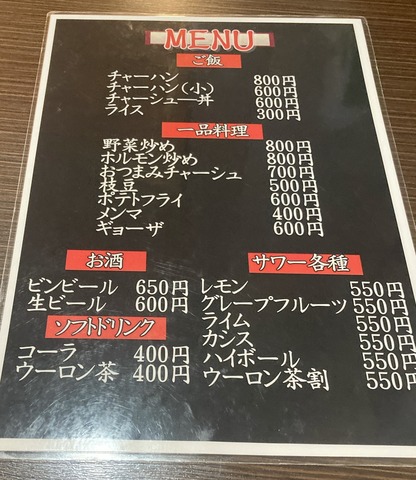 MENU
ご飯
チャーハン 800円
チャーハン(小) 600円
チャーシュー丼 600円
ライス 300円
一品料理
野菜炒め 800円
ホルモン炒め 800円
おつまみチャーシュ 700円
枝豆 500円
ポテトフライ 600円
メンマ 400円
ギョーザ 600円
お酒
ビンビール 650円
生ビール 600円
ソフトドリンク
コーラ 400円
ウーロン茶 400円
サワー各種
レモン 550円
グレープフルーツ 550円
ライム 550円
カシス 550円
ハイボール 550円
ウーロン茶割 550円